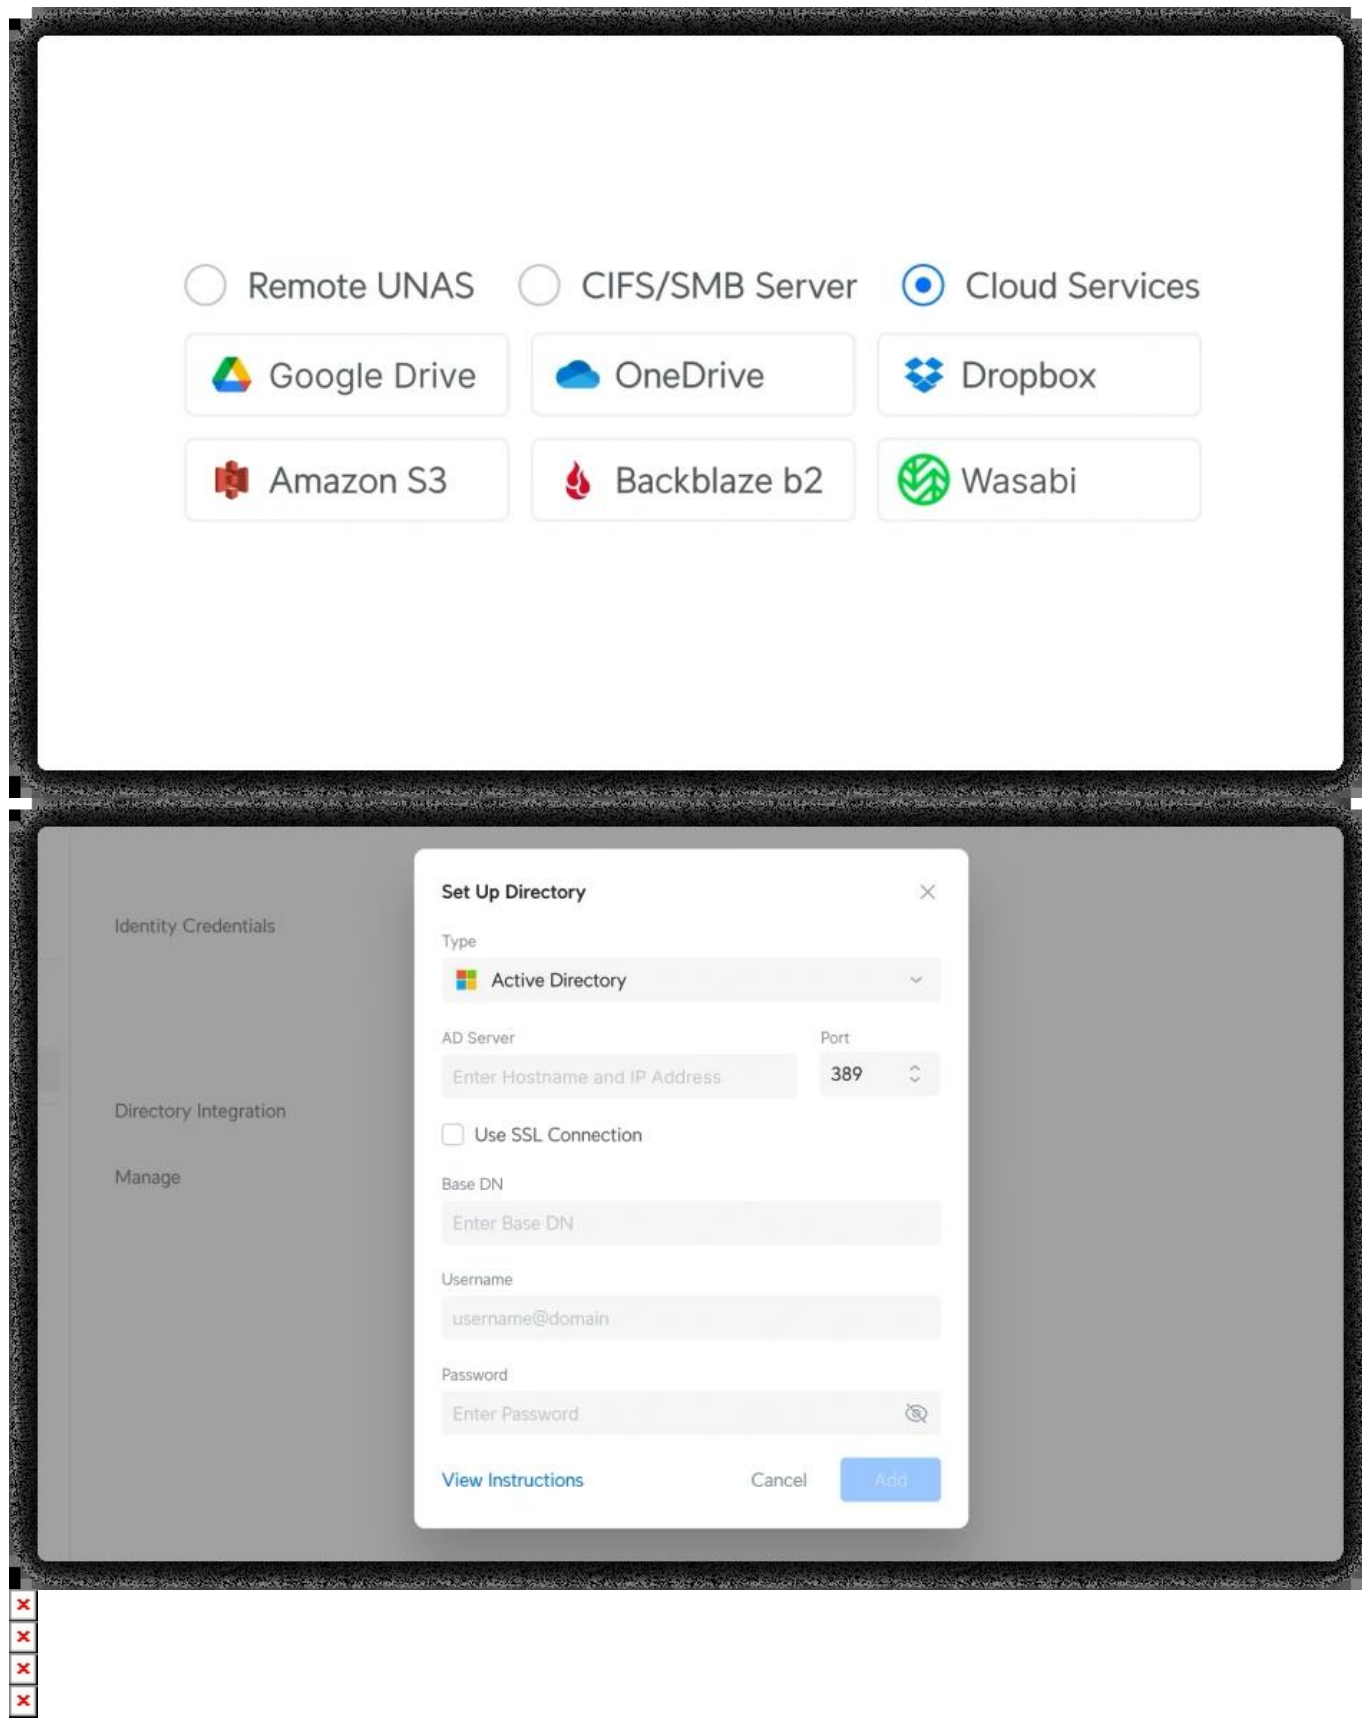 Remote UNAS CIFS/SMB Server Cloud Services
Google Drive OneDrive Dropbox
Amazon S3 Backblaze b2 Wasabi
Set Up Directory
Identity Credentials
Type
Active Directory
AD Server Port
Enter Hostname and IP Address 389
Directory Integration
Use SSL Connection
Manage
Base DN
Enter Base DN
Username
username@domain
Password
Enter Password
View Instructions Cancel Add